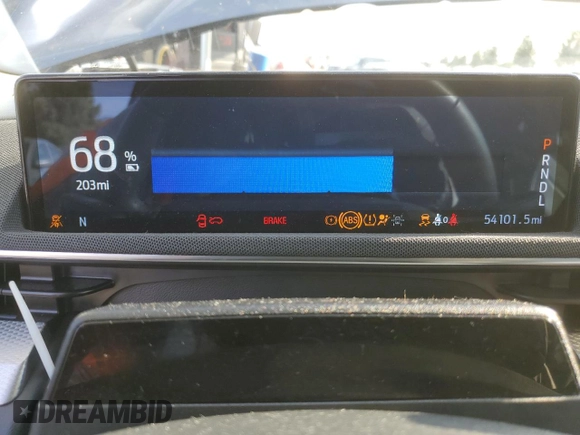 68 %
203mi
P
R
N
D
L
N
BRAKE
ABS
54101.5mi
DREAMBID